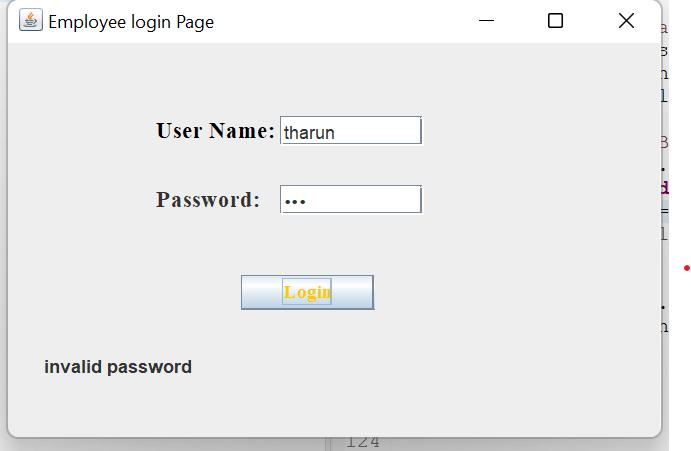 Employee login Page
User Name: tharun
Password: •••
Login
invalid password
124